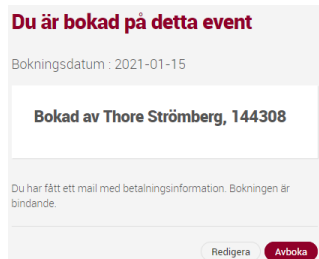 Du är bokad på detta event
Bokningsdatum : 2021-01-15
Bokad av Thore Strömberg, 144308
Du har fått ett mail med betalningsinformation. Bokningen är
bindande.
Redigera
Avboka